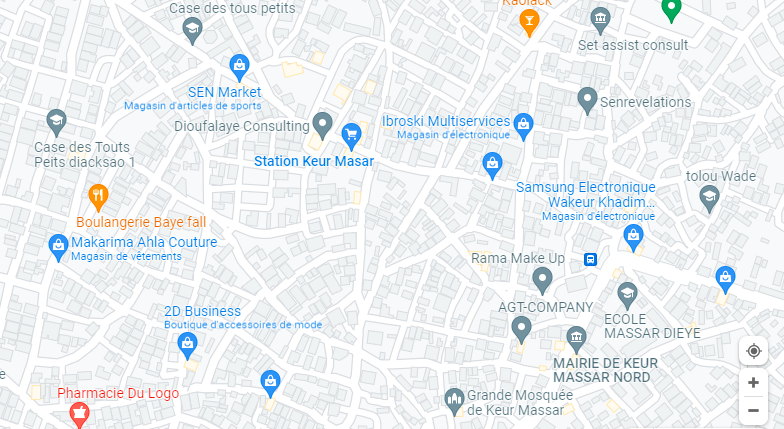 Kaolack
Case des tous petits
Set assist consult
SEN Market
Magasin d'articles de sports
Senrevelations
Ibroski Multiservices
Magasin d'électronique
Dioufalaye Consulting
Case des Touts
Peits diacksao 1
Station Keur Masar
tolou Wade
Samsung Electronique
Wakeur Khadim...
Magasin d'électronique
Boulangerie Baye fall
Makarima Ahla Couture
Magasin de vêtements
Rama Make Up
2D Business
Boutique d'accessoires de mode
AGT-COMPANY
ECOLE
MASSAR DIEYE
MAIRIE DE KEUR
MASSAR NORD
Pharmacie Du Logo
Grande Mosquée
de Keur Massar